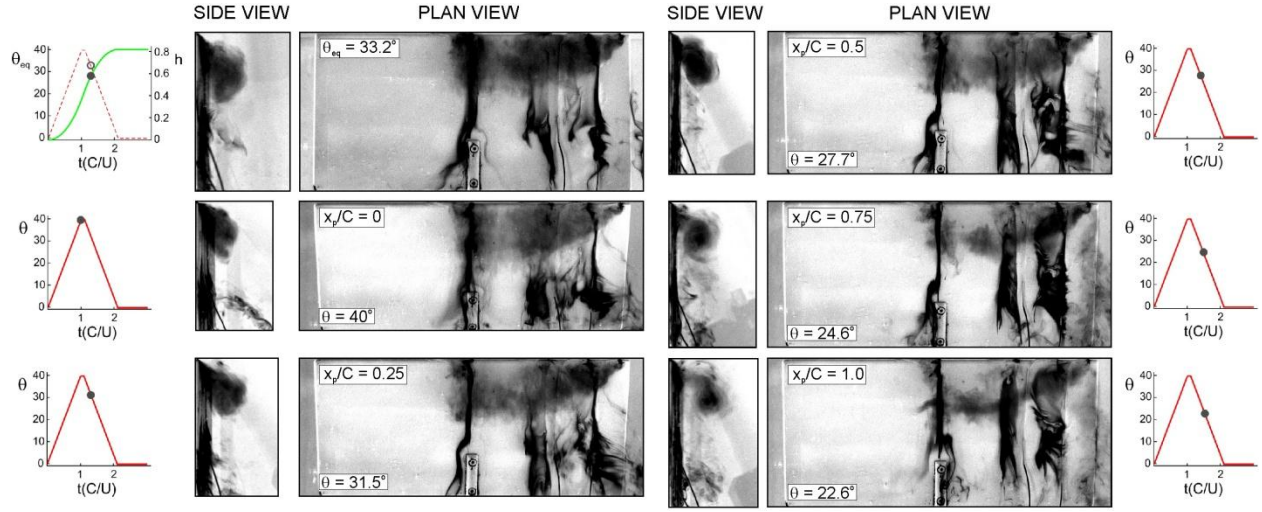 SIDE VIEW PLAN VIEW SIDE VIEW PLAN VIEW
40 30 20 10 0
θeq
0.8 0.6 0.4 0.2 0
h
1 2
t(C/U)
θeq = 33.2°
xp/C = 0.5
θ = 27.7°
40 30 20 10 0
θ
1 2
t(C/U)
40 30 20 10 0
θ
1 2
t(C/U)
xp/C = 0
θ = 40°
xp/C = 0.75
θ = 24.6°
40 30 20 10 0
θ
1 2
t(C/U)
40 30 20 10 0
θ
1 2
t(C/U)
xp/C = 0.25
θ = 31.5°
xp/C = 1.0
θ = 22.6°
40 30 20 10 0
θ
1 2
t(C/U)